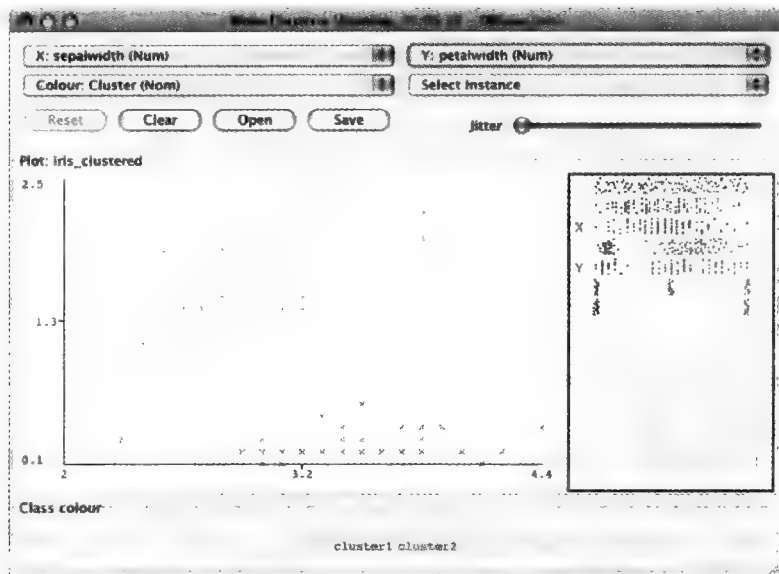 X: sepalwidth (Num)
Y: petalwidth (Num)
Colour: Cluster (Nom)
Select Instance
Reset
Clear
Open
Save
Jitter
Plot: iris_clustered
2.5
1.3
0.1
2
3.2
4.4
X
Y
Class colour
cluster1 cluster2